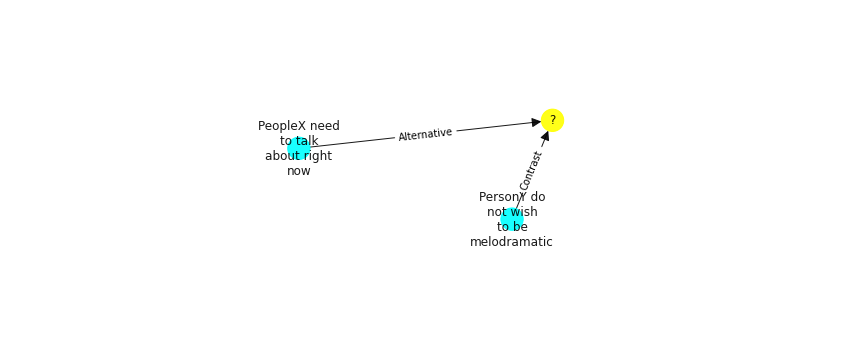 PeopleX need
to talk
about right
now
Alternative
?
Contrast
PersonY do
not wish
to be
melodramatic